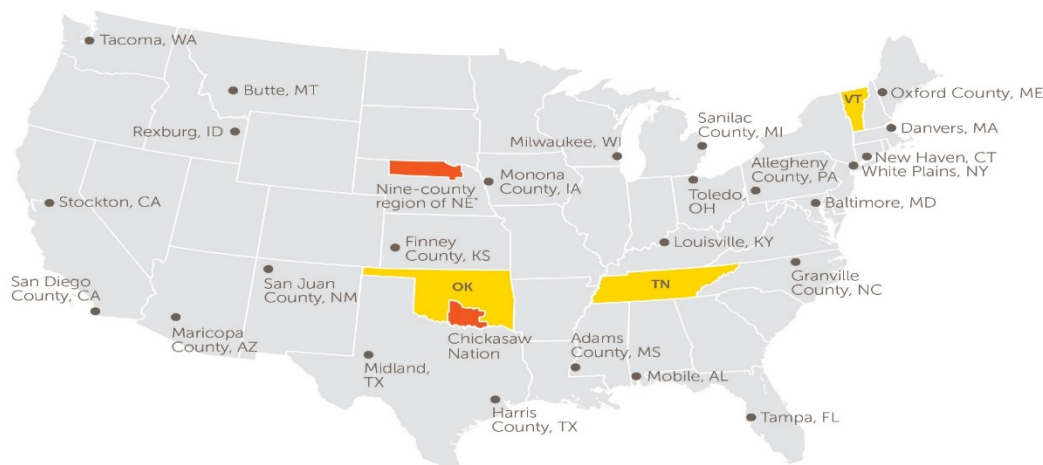 Tacoma, WA
Butte, MT
Rexburg, ID
Stockton, CA
San Diego
County, CA
Maricopa
County, AZ
San Juan
County, NM
Nine-county
region of NE*
Finney
County, KS
OK
Chickasaw
Nation
Midland,
TX
Harris
County, TX
Milwaukee, WI
Monona
County, IA
Sanilac
County, MI
Toledo,
OH
Allegheny
County, PA
Louisville, KY
TN
Adams
County, MS
Mobile, AL
Tampa, FL
Granville
County, NC
Baltimore, MD
VT
Oxford County, ME
Danvers, MA
New Haven, CT
White Plains, NY